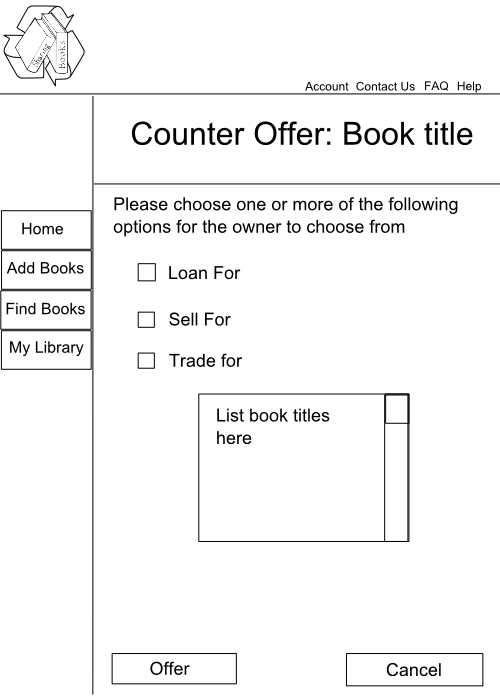 Sharing
Books
Account Contact Us FAQ Help
Counter Offer: Book title
Please choose one or more of the following
options for the owner to choose from
Home
Add Books
Find Books
My Library
Loan For
Sell For
Trade for
List book titles
here
Offer
Cancel